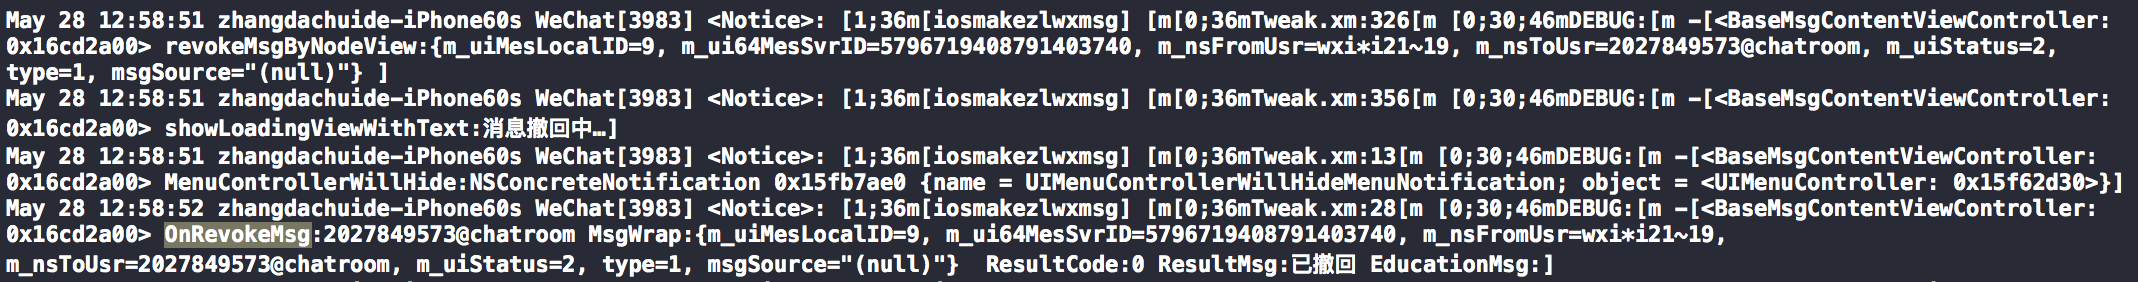 May 28 12:58:51 zhangdachuide-iPhone60s WeChat[3983] <Notice>: [1;36m[iosmakezlwxmsg] [m[0;36mTweak.xm:326[m [0;30;46mDEBUG:[m -[<BaseMsgContentViewController:
0x16cd2a00> revokeMsgByNodeView:{m_uiMesLocalID=9, m_ui64MesSvrID=5796719408791403740, m_nsFromUsr=wxi*i21~19, m_nsToUsr=2027849573@chatroom, m_uiStatus=2,
type=1, msgSource="(null)"} ]
May 28 12:58:51 zhangdachuide-iPhone60s WeChat[3983] <Notice>: [1;36m[iosmakezlwxmsg] [m[0;36mTweak.xm:356[m [0;30;46mDEBUG:[m -[<BaseMsgContentViewController:
0x16cd2a00> showLoadingViewWithText:消息撤回中…]
May 28 12:58:51 zhangdachuide-iPhone60s WeChat[3983] <Notice>: [1;36m[iosmakezlwxmsg] [m[0;36mTweak.xm:13[m [0;30;46mDEBUG:[m -[<BaseMsgContentViewController:
0x16cd2a00> MenuControllerWillHide:NSConcreteNotification 0x15fb7ae0 {name = UIMenuControllerWillHideMenuNotification; object = <UIMenuController: 0x15f62d30>}]
May 28 12:58:52 zhangdachuide-iPhone60s WeChat[3983] <Notice>: [1;36m[iosmakezlwxmsg] [m[0;36mTweak.xm:28[m [0;30;46mDEBUG:[m -[<BaseMsgContentViewController:
0x16cd2a00> OnRevokeMsg:2027849573@chatroom MsgWrap:{m_uiMesLocalID=9, m_ui64MesSvrID=5796719408791403740, m_nsFromUsr=wxi*i21~19,
m_nsToUsr=2027849573@chatroom, m_uiStatus=2, type=1, msgSource="(null)"}  ResultCode:0 ResultMsg:已撤回 EducationMsg:]